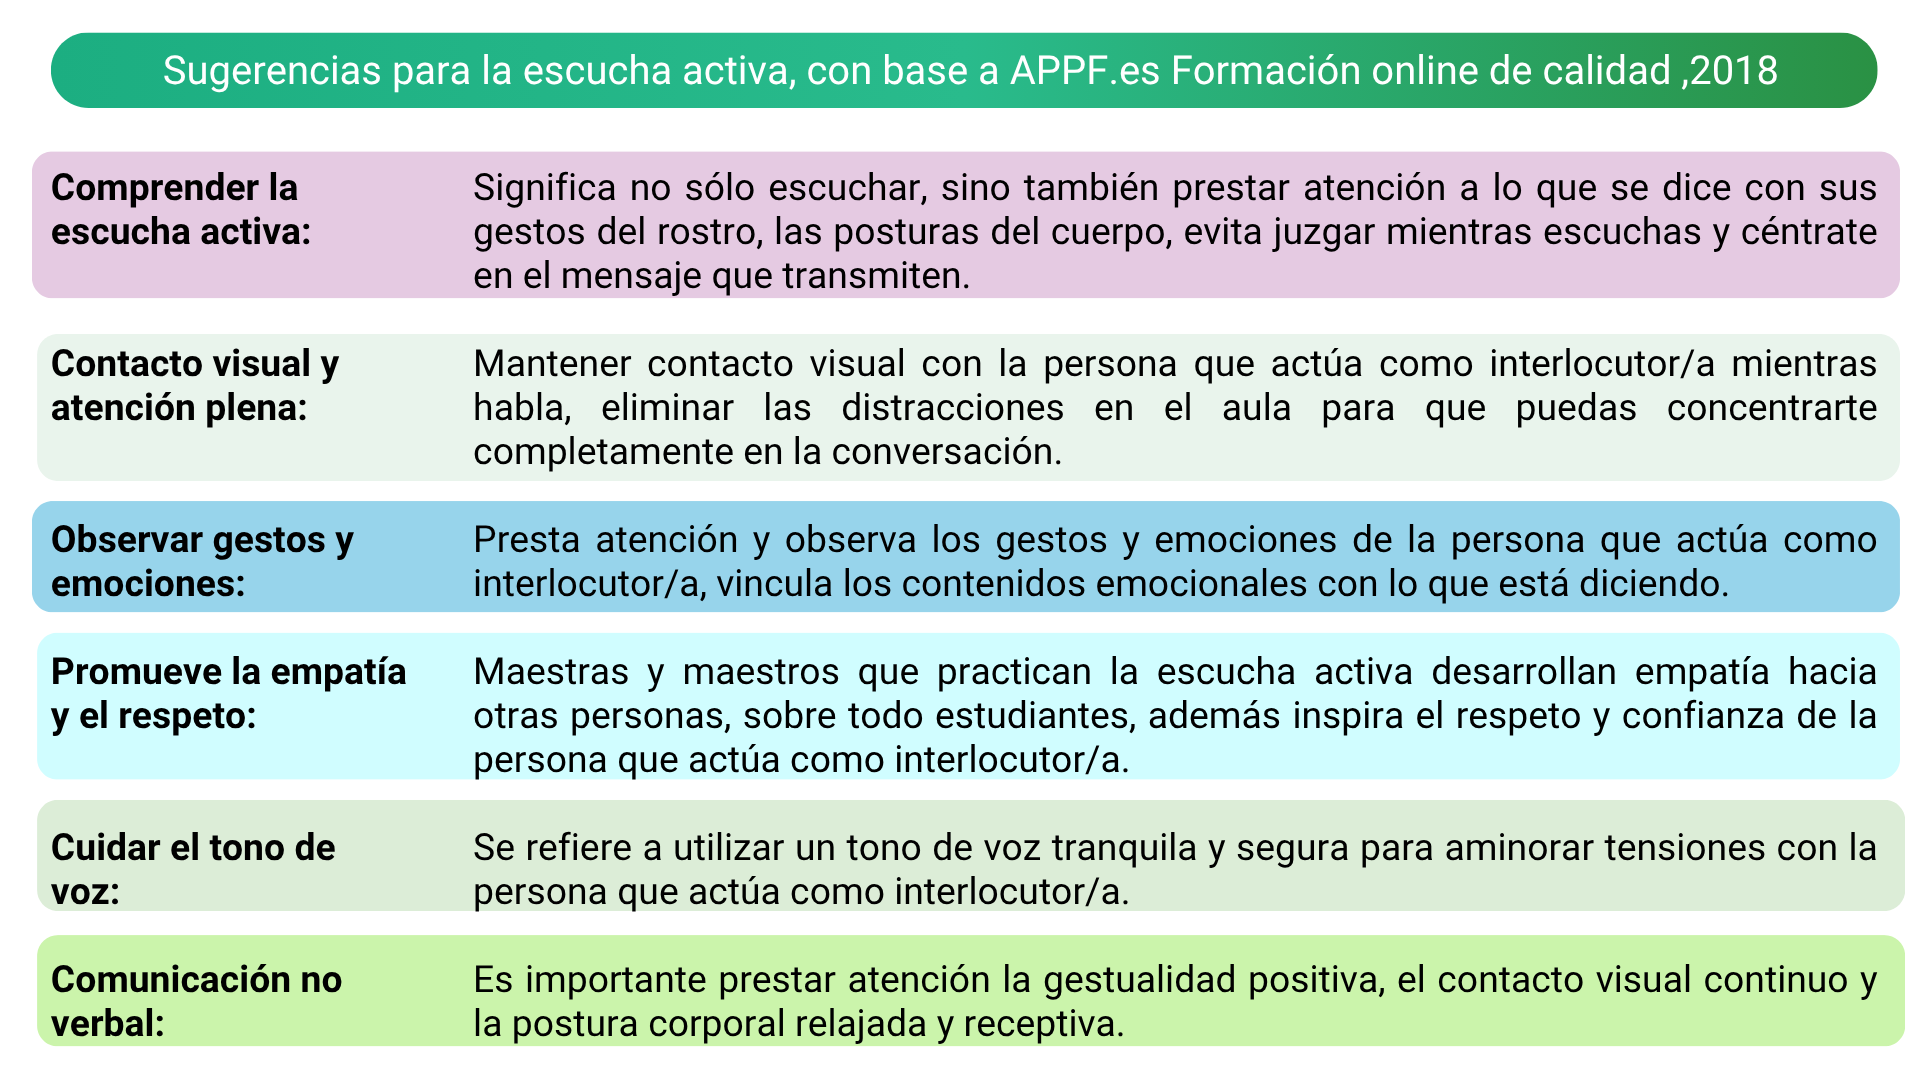 Sugerencias para la escucha activa, con base a APPF.es Formación online de calidad ,2018
Comprender la
escucha activa:
Significa no sólo escuchar, sino también prestar atención a lo que se dice con sus
gestos del rostro, las posturas del cuerpo, evita juzgar mientras escuchas y céntrate
en el mensaje que transmiten.
Contacto visual y
atención plena:
Mantener contacto visual con la persona que actúa como interlocutor/a mientras
habla, eliminar las distracciones en el aula para que puedas concentrarte
completamente en la conversación.
Observar gestos y
emociones:
Presta atención y observa los gestos y emociones de la persona que actúa como
interlocutor/a, vincula los contenidos emocionales con lo que está diciendo.
Promueve la empatía
y el respeto:
Maestras y maestros que practican la escucha activa desarrollan empatía hacia
otras personas, sobre todo estudiantes, además inspira el respeto y confianza de la
persona que actúa como interlocutor/a.
Cuidar el tono de
voz:
Se refiere a utilizar un tono de voz tranquila y segura para aminorar tensiones con la
persona que actúa como interlocutor/a.
Comunicación no
verbal:
Es importante prestar atención la gestualidad positiva, el contacto visual continuo y
la postura corporal relajada y receptiva.